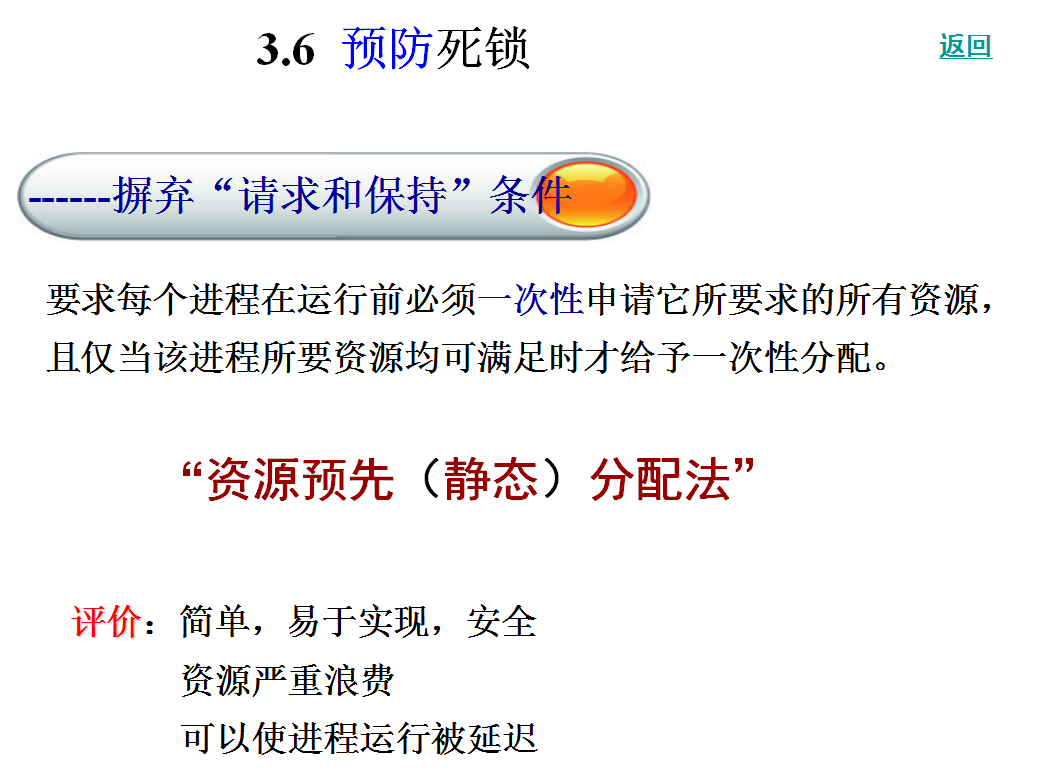 3.6 预防死锁
返回
------摒弃“请求和保持”条件
要求每个进程在运行前必须一次性申请它所要求的所有资源，
且仅当该进程所要资源均可满足时才给予一次性分配。
“资源预先（静态）分配法”
评价：简单，易于实现，安全
资源严重浪费
可以使进程运行被延迟